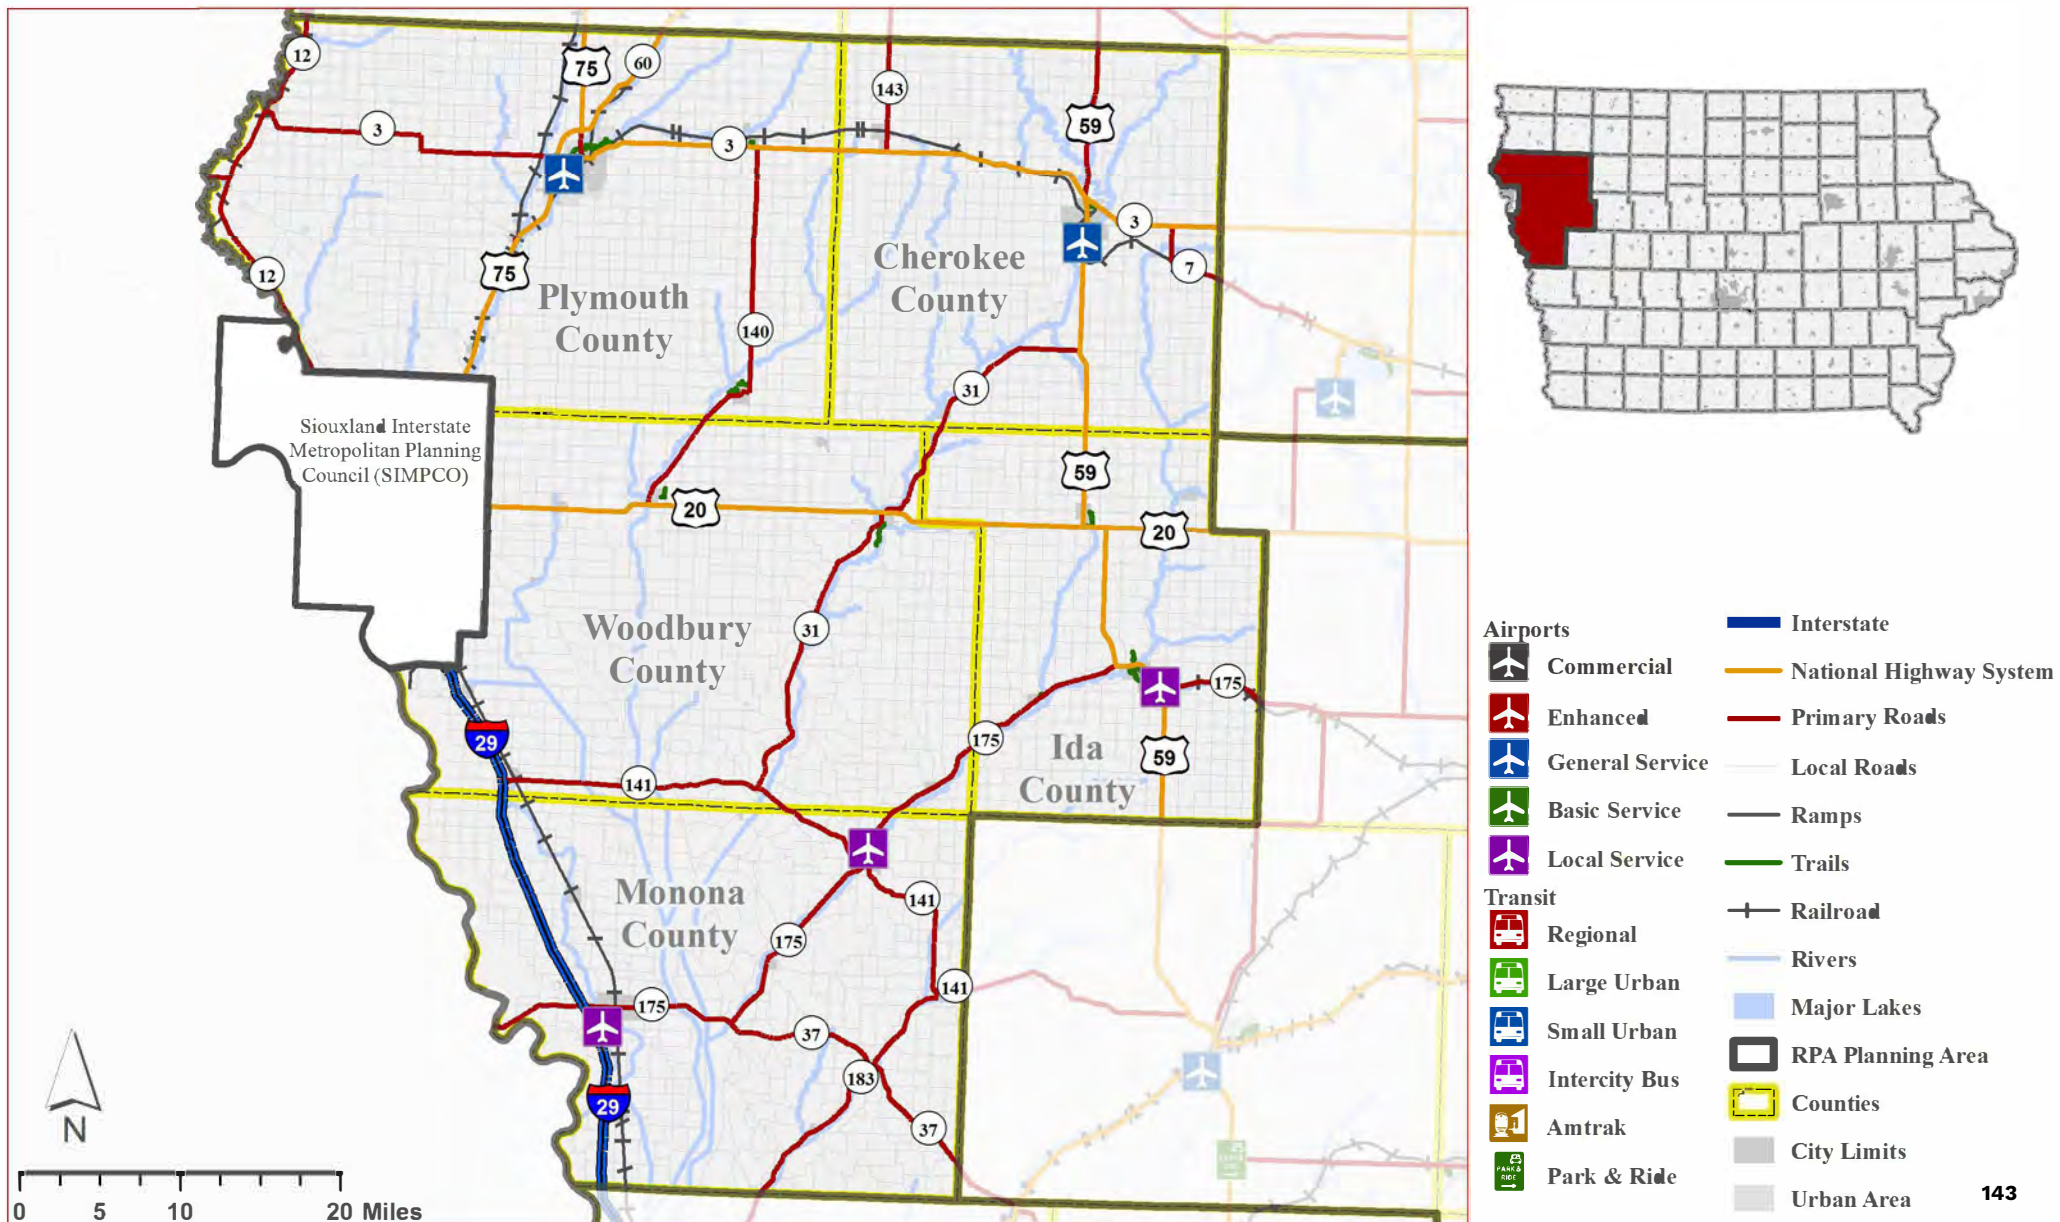 12
75
60
143
59
3
3
3
7
12
75
Plymouth
County
Cherokee
County
140
31
Siouxland Interstate
Metropolitan Planning
Council (SIMPCO)
59
20
20
Woodbury
County
31
175
29
175
Ida
County
59
141
Monona
County
141
175
141
175
37
183
29
37
N
0 5 10 20 Miles
Airports
Commercial
Enhanced
General Service
Basic Service
Local Service
Transit
Regional
Large Urban
Small Urban
Intercity Bus
Amtrak
PARK &
RIDE
Park & Ride
Interstate
National Highway System
Primary Roads
Local Roads
Ramps
Trails
Railroad
Rivers
Major Lakes
RPA Planning Area
Counties
City Limits
Urban Area
143